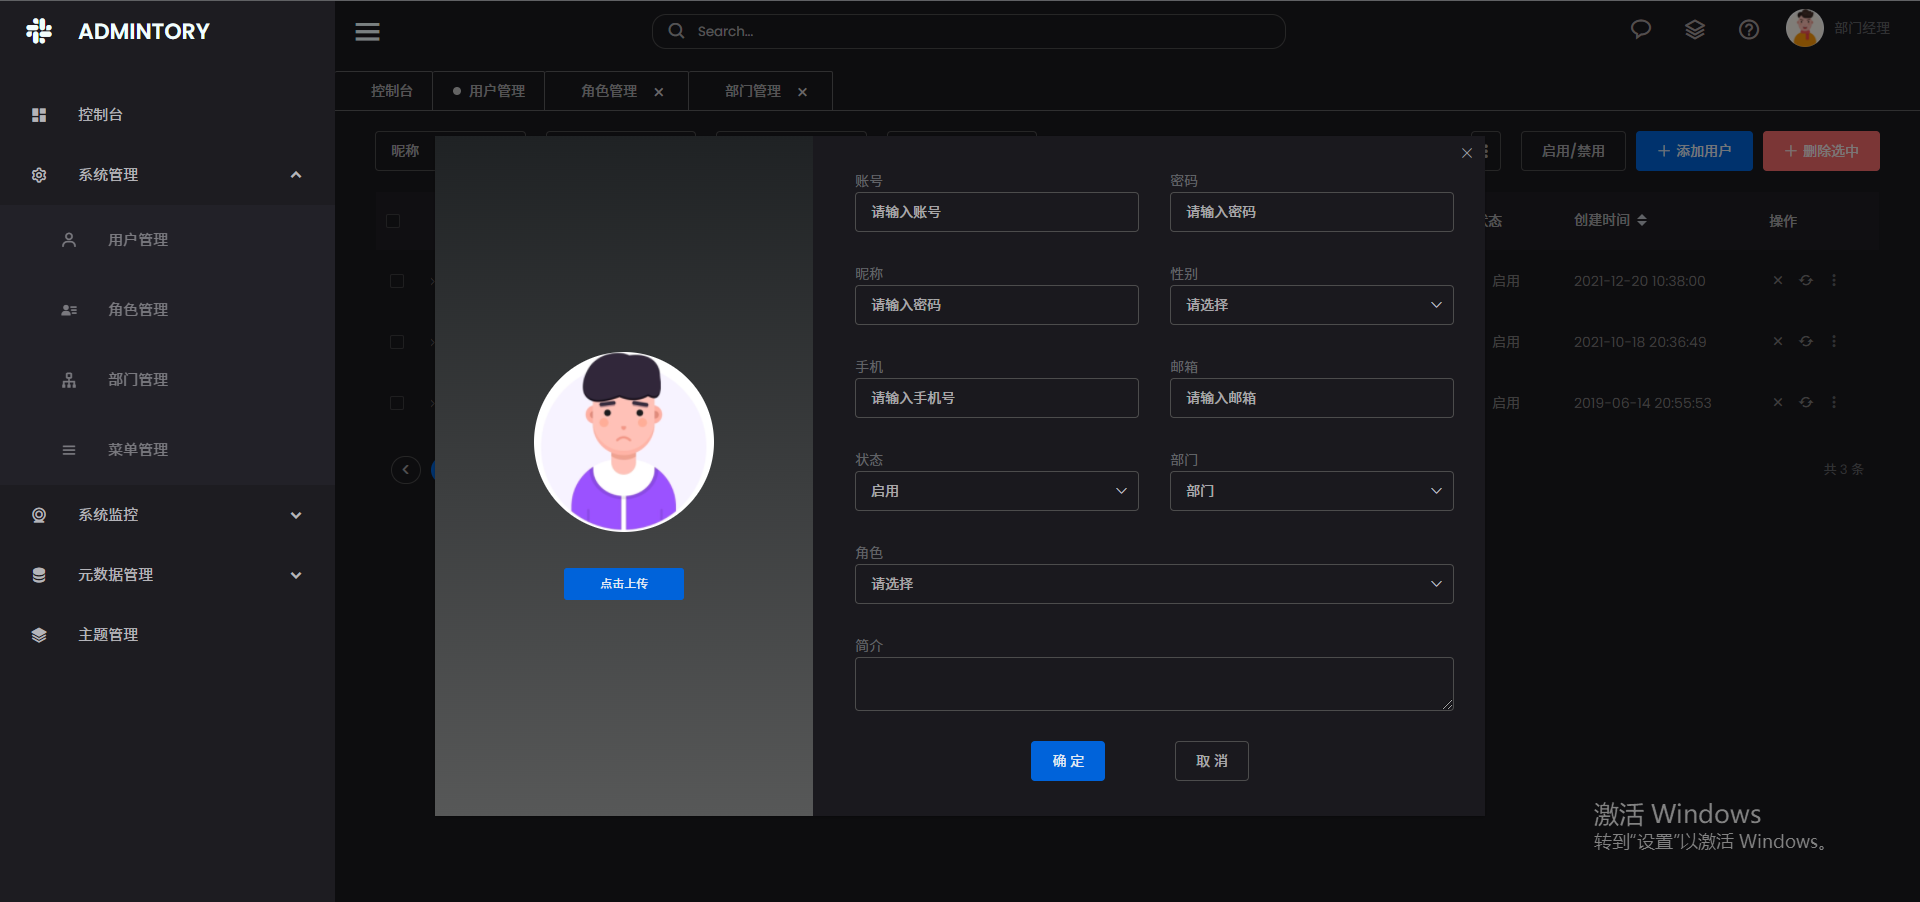 ADMINTORY
控制台
系统管理
用户管理
角色管理
部门管理
菜单管理
系统监控
元数据管理
主题管理
Search...
部门经理
控制台
用户管理
角色管理
部门管理
昵称
启用/禁用
添加用户
删除选中
创建时间
操作
启用
2021-12-20 10:38:00
启用
2021-10-18 20:36:49
启用
2019-06-14 20:55:53
共 3 条
点击上传
账号
密码
请输入账号
请输入密码
昵称
性别
请输入密码
请选择
手机
邮箱
请输入手机号
请输入邮箱
状态
部门
启用
部门
角色
请选择
简介
确 定
取 消
激活 Windows
转到“设置”以激活 Windows。